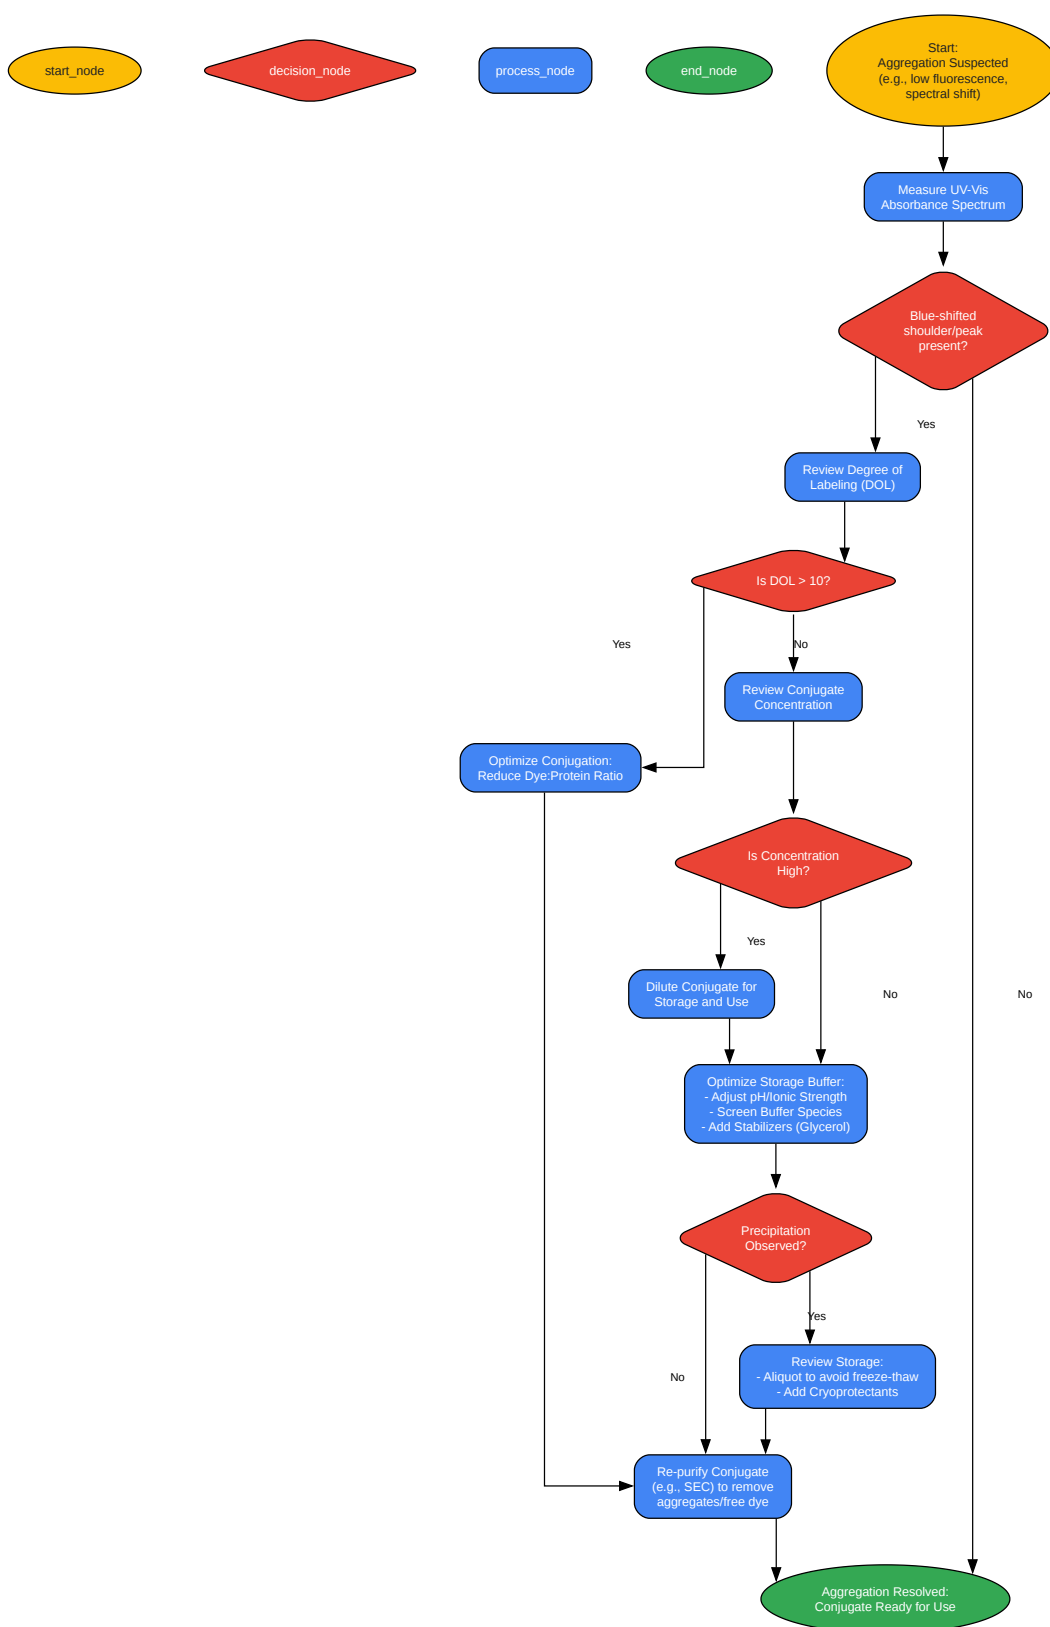 start_node
decision_node
process_node
end_node
Start:
Aggregation Suspected
(e.g., low fluorescence,
spectral shift)
Measure UV-Vis
Absorbance Spectrum
Blue-shifted
shoulder/peak
present?
Yes
Review Degree of
Labeling (DOL)
Is DOL > 10?
Yes
No
Review Conjugate
Concentration
Optimize Conjugation:
Reduce Dye:Protein Ratio
Is Concentration
High?
Yes
Dilute Conjugate for
Storage and Use
No
No
Optimize Storage Buffer:
- Adjust pH/Ionic Strength
- Screen Buffer Species
- Add Stabilizers (Glycerol)
Precipitation
Observed?
Yes
No
Review Storage:
- Aliquot to avoid freeze-thaw
- Add Cryoprotectants
Re-purify Conjugate
(e.g., SEC) to remove
aggregates/free dye
Aggregation Resolved:
Conjugate Ready for Use